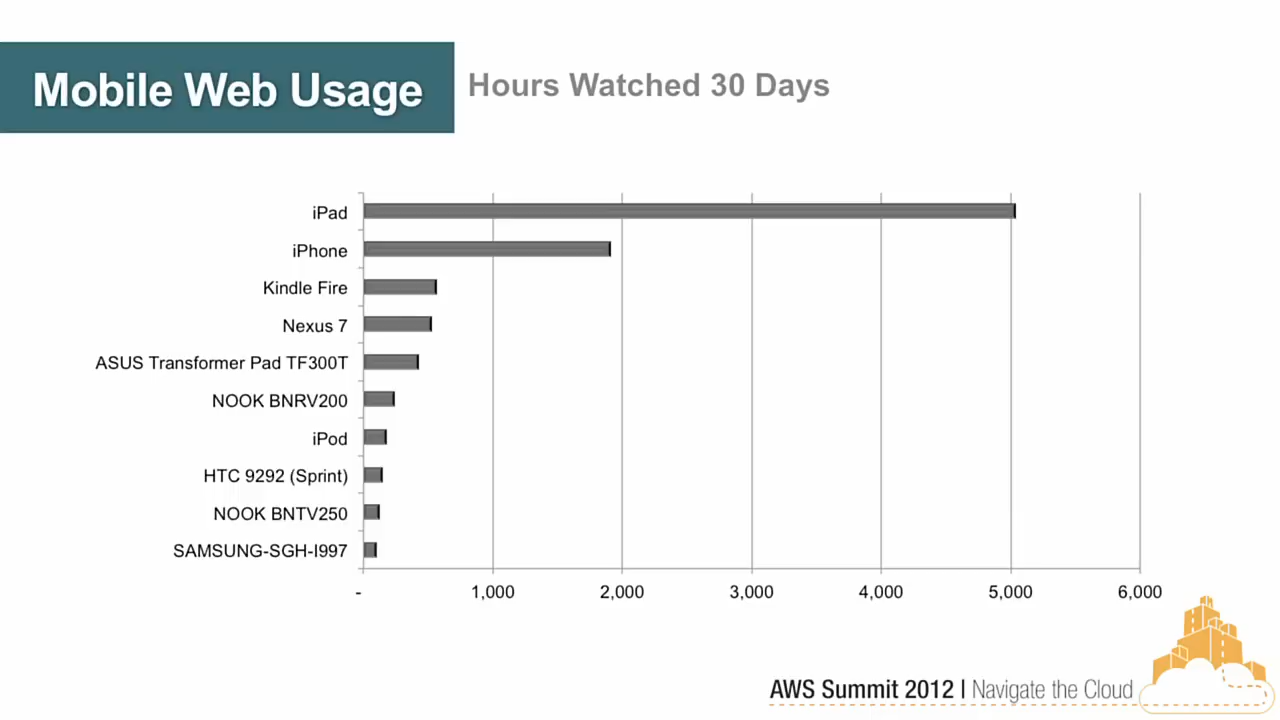 Mobile Web Usage
Hours Watched 30 Days
iPad
iPhone
Kindle Fire
Nexus 7
ASUS Transformer Pad TF300T
NOOK BNRV200
iPod
HTC 9292 (Sprint)
NOOK BNTV250
SAMSUNG-SGH-I997
- 1,000 2,000 3,000 4,000 5,000 6,000
AWS Summit 2012 | Navigate the Cloud